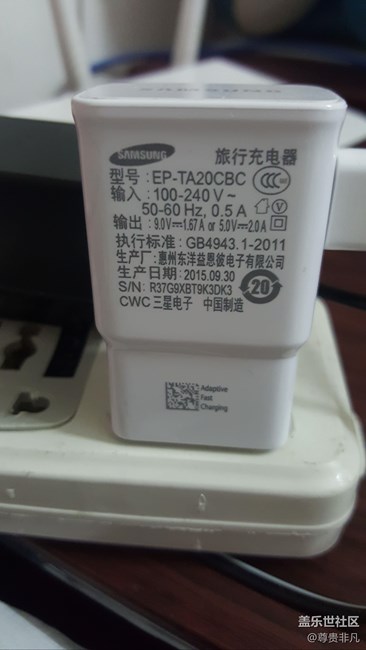 SAMSUNG
SAMSUNG 旅行充电器
型号 : EP-TA20CBC
输入 : 100-240 V ~
50-60 Hz, 0.5 A V
输出 : 9.0V⎓1.67A or 5.0V⎓2.0A
执行标准 : GB4943.1-2011
生产厂 : 惠州东洋益恩彼电子有限公司
生产日期 : 2015.09.30
S/N : R37G9XBT9K3DK3 20
CWC 三星电子 中国制造
Adaptive
Fast
Charging
盖乐世社区
@尊贵非凡